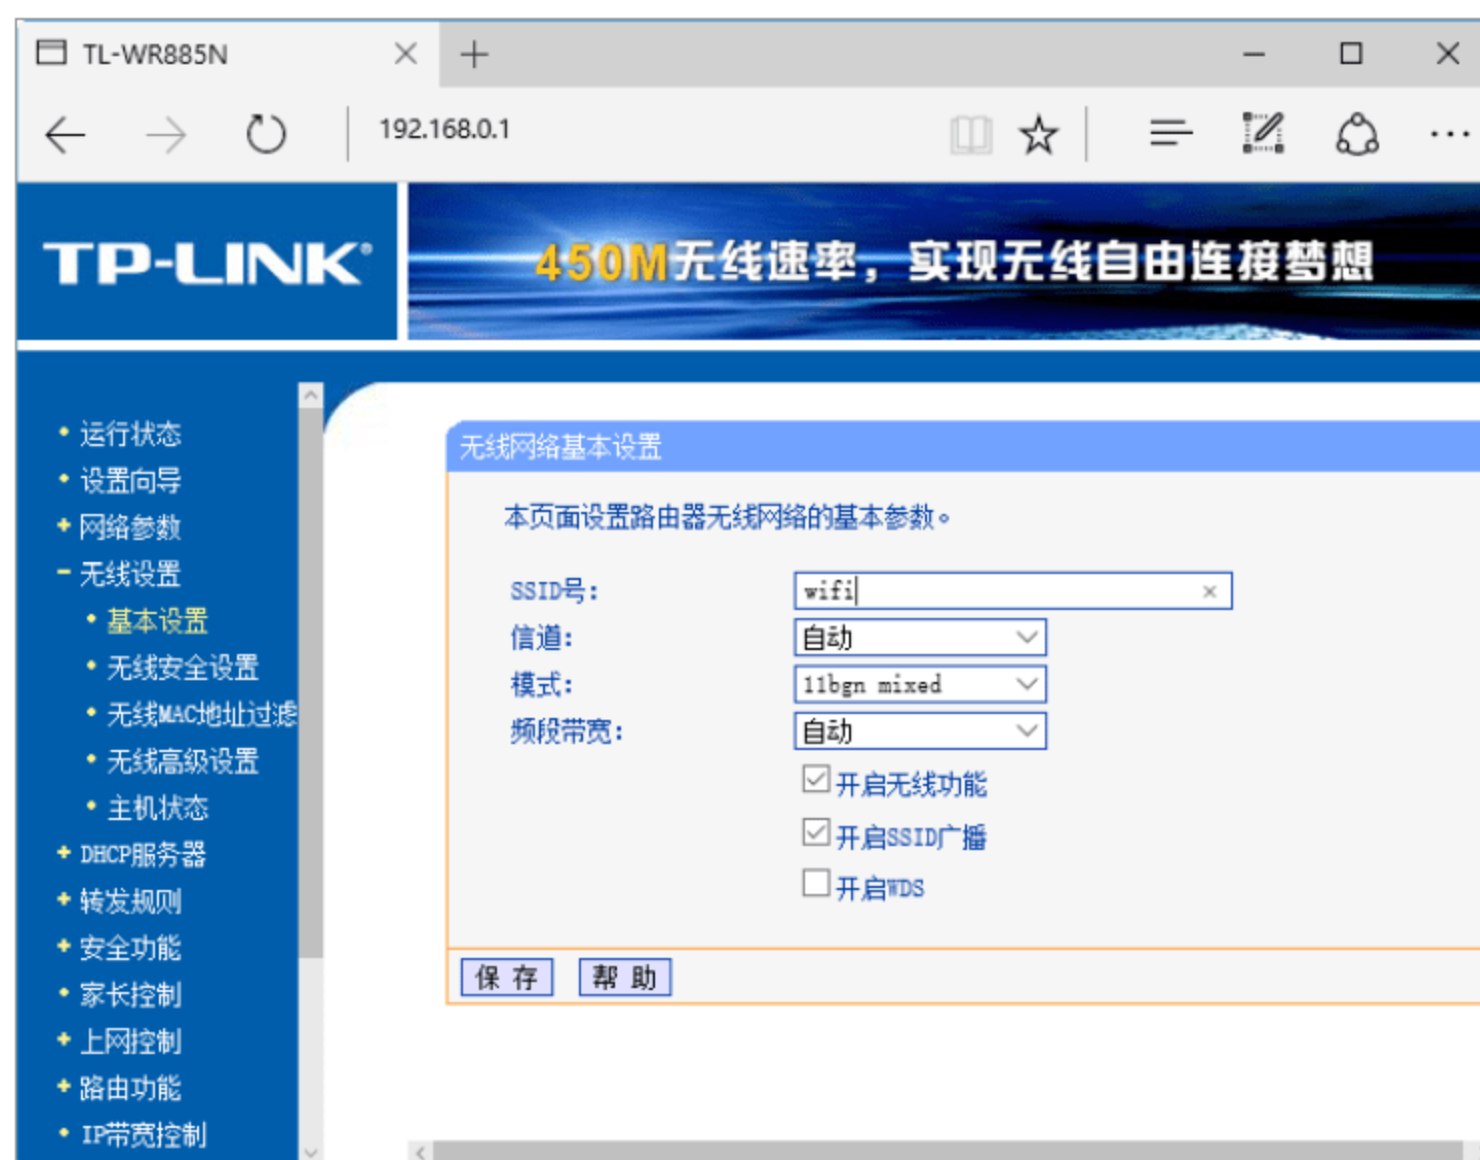 TL-WR885N
192.168.0.1
TP-LINK®
450M无线速率，实现无线自由连接梦想
运行状态
设置向导
网络参数
无线设置
基本设置
无线安全设置
无线MAC地址过滤
无线高级设置
主机状态
DHCP服务器
转发规则
安全功能
家长控制
上网控制
路由功能
IP带宽控制
无线网络基本设置
本页面设置路由器无线网络的基本参数。
SSID号： wifi
信道： 自动
模式： 11bgn mixed
频段带宽： 自动
开启无线功能
开启SSID广播
开启WDS
保 存 帮 助